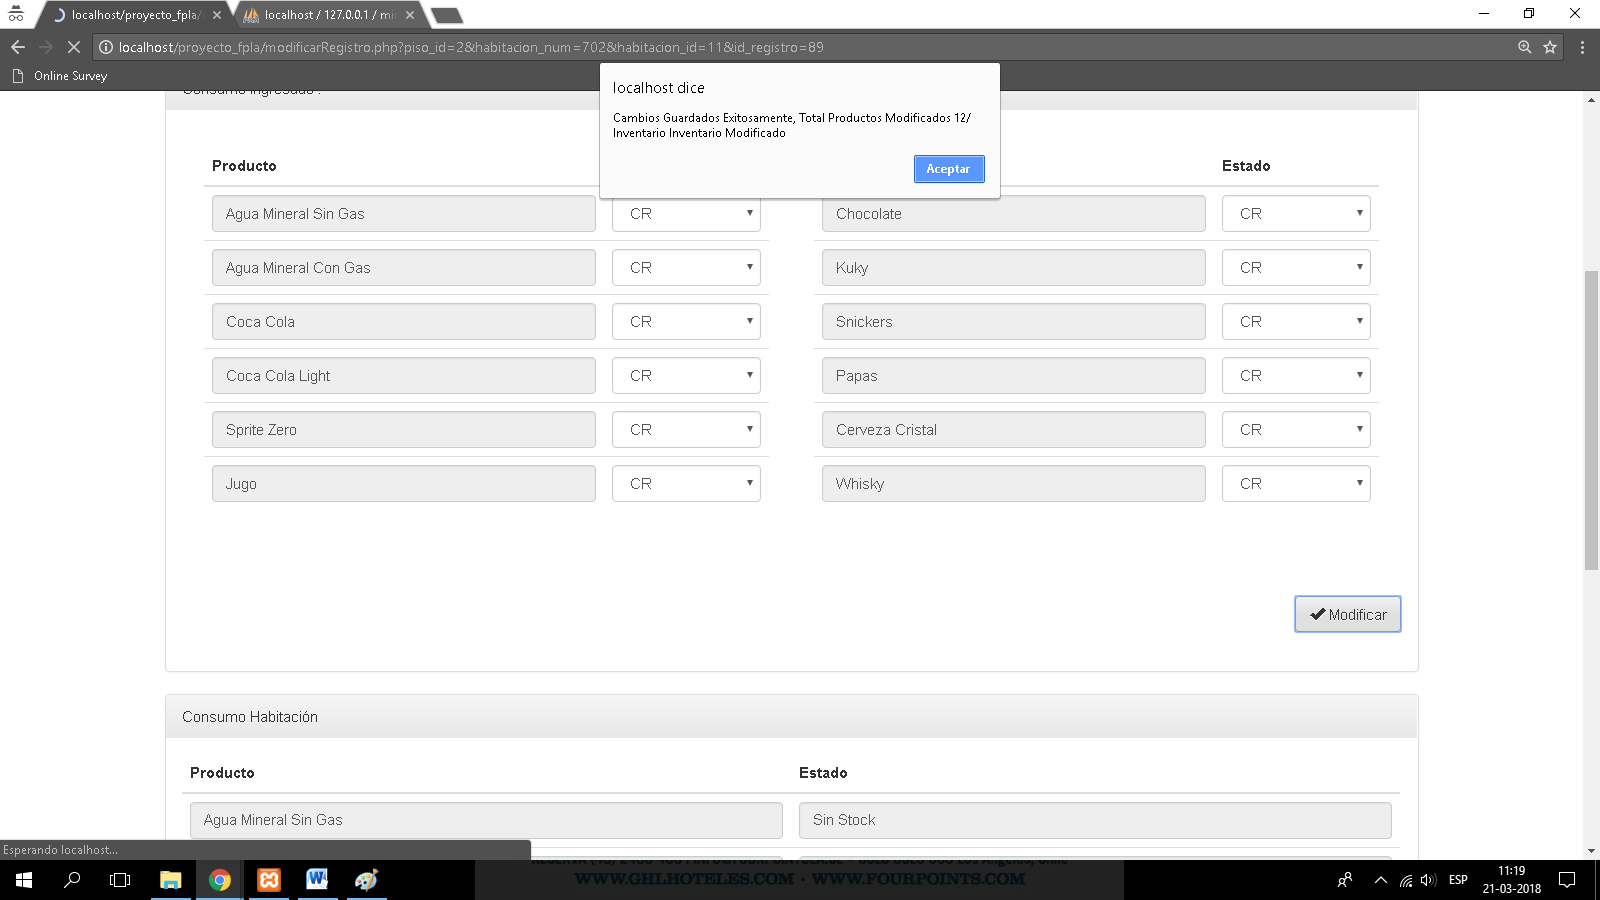 localhost/proyecto_fpla/
localhost / 127.0.0.1 / mi
localhost/proyecto_fpla/modificarRegistro.php?piso_id=2&habitacion_num=702&habitacion_id=11&id_registro=89
Online Survey
localhost dice
Cambios Guardados Exitosamente, Total Productos Modificados 12/
Inventario Inventario Modificado
Aceptar
Consumo Ingresado :
Producto
Estado
Agua Mineral Sin Gas CR Chocolate CR
Agua Mineral Con Gas CR Kuky CR
Coca Cola CR Snickers CR
Coca Cola Light CR Papas CR
Sprite Zero CR Cerveza Cristal CR
Jugo CR Whisky CR
Modificar
Consumo Habitación
Producto Estado
Agua Mineral Sin Gas Sin Stock
Esperando localhost...
WWW.GHLHOTELES.COM · WWW.FOURPOINTS.COM
ESP
11:19
21-03-2018